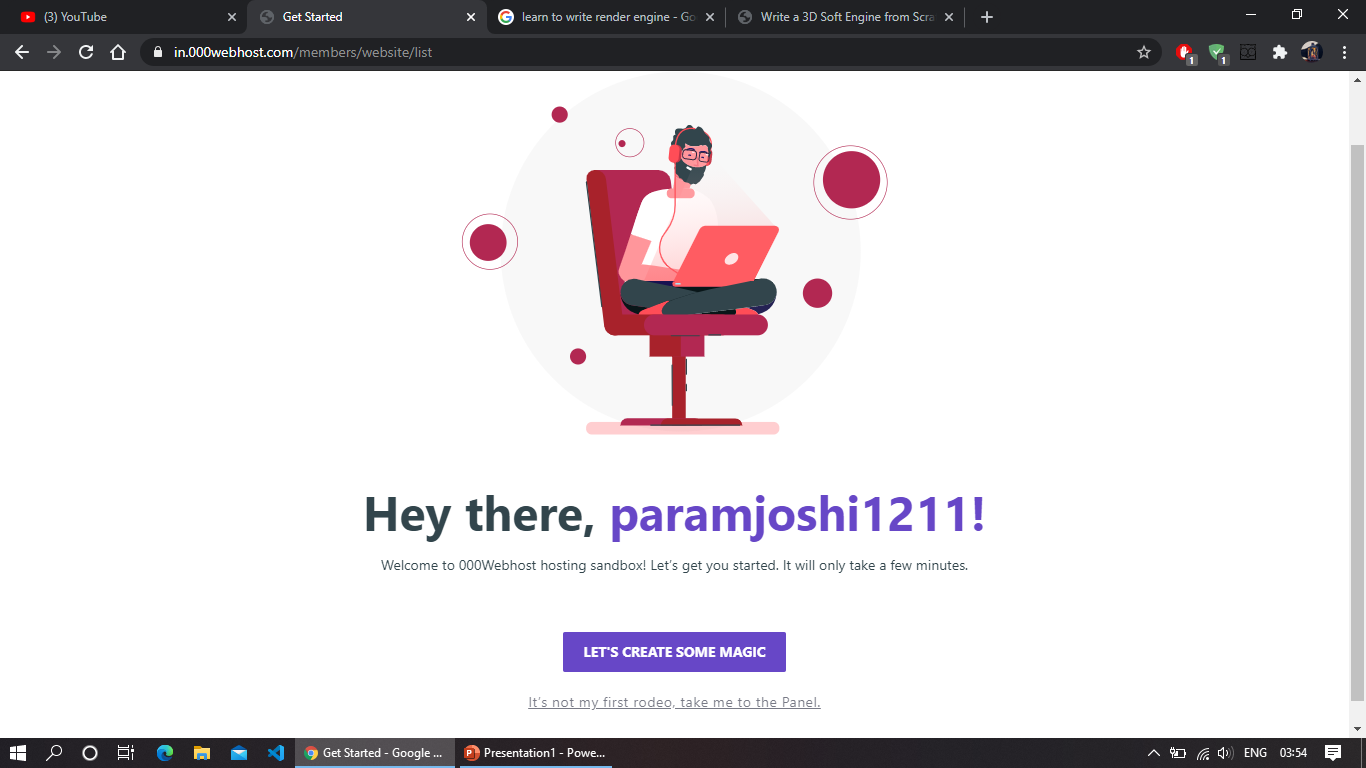 (3) YouTube
Get Started
learn to write render engine - Go
Write a 3D Soft Engine from Scra
in.000webhost.com/members/website/list
1
1
Hey there, paramjoshi1211!
Welcome to 000Webhost hosting sandbox! Let's get you started. It will only take a few minutes.
LET'S CREATE SOME MAGIC
It's not my first rodeo, take me to the Panel.
Get Started - Google ...
Presentation1 - Powe...
ENG
03:54